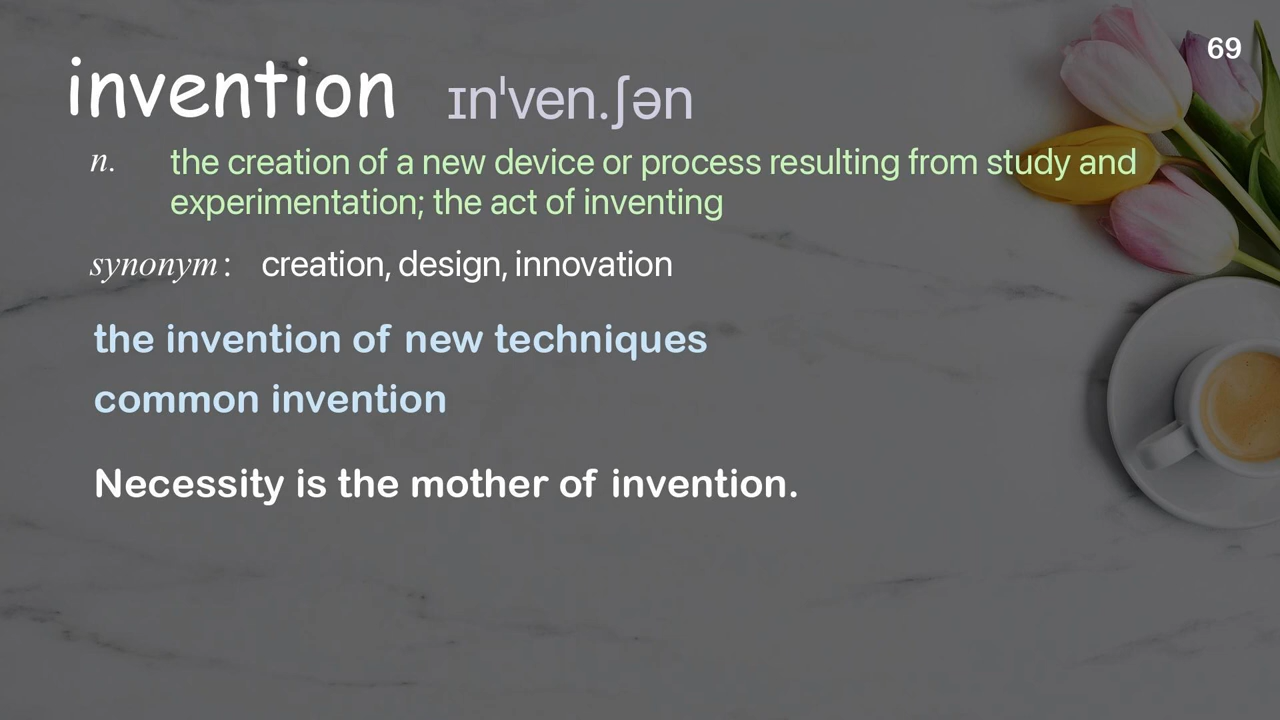 69
invention ɪnˈven.ʃən
n. the creation of a new device or process resulting from study and
experimentation; the act of inventing
synonym: creation, design, innovation
the invention of new techniques
common invention
Necessity is the mother of invention.